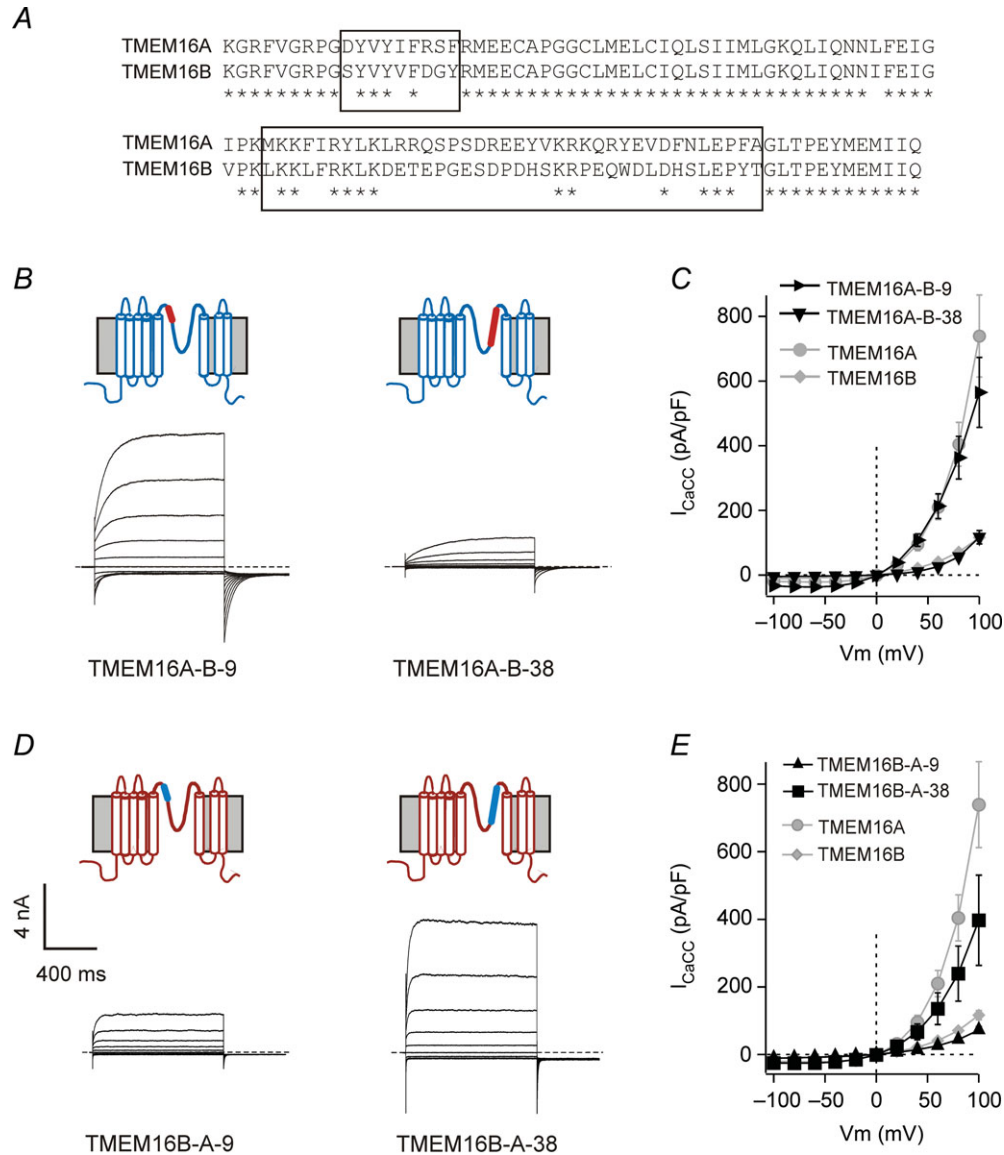 A
TMEM16A KGRFVGRPGDYVYIFRSFRMEECAPGGCLMELCIQLSIIMLGKQLIQNNLFEIG
TMEM16B KGRFVGRPGSYVYVFDGYRMEECAPGGCLMELCIQLSIIMLGKQLIQNNIFEIG
********* *** * ******************************* ****
TMEM16A IPKMKKFIRYLKLRRQSPSDREEYVKRKQRYEVDFNLEPFAGLTPEYMEMIIQ
TMEM16B VPKLKKLFRKLKDETEPGESDPDHSKRPEQWDLDHSLEPYTGLTPEYMEMIIQ
** ** * ** ** * *** ************
B
TMEM16A-B-9
TMEM16A-B-38
C
TMEM16A-B-9
TMEM16A-B-38
TMEM16A
TMEM16B
I CaCC (pA/pF)
800
600
400
200
0
–100 –50 0 50 100
Vm (mV)
D
4 nA
400 ms
TMEM16B-A-9
TMEM16B-A-38
E
TMEM16B-A-9
TMEM16B-A-38
TMEM16A
TMEM16B
I CaCC (pA/pF)
800
600
400
200
0
–100 –50 0 50 100
Vm (mV)